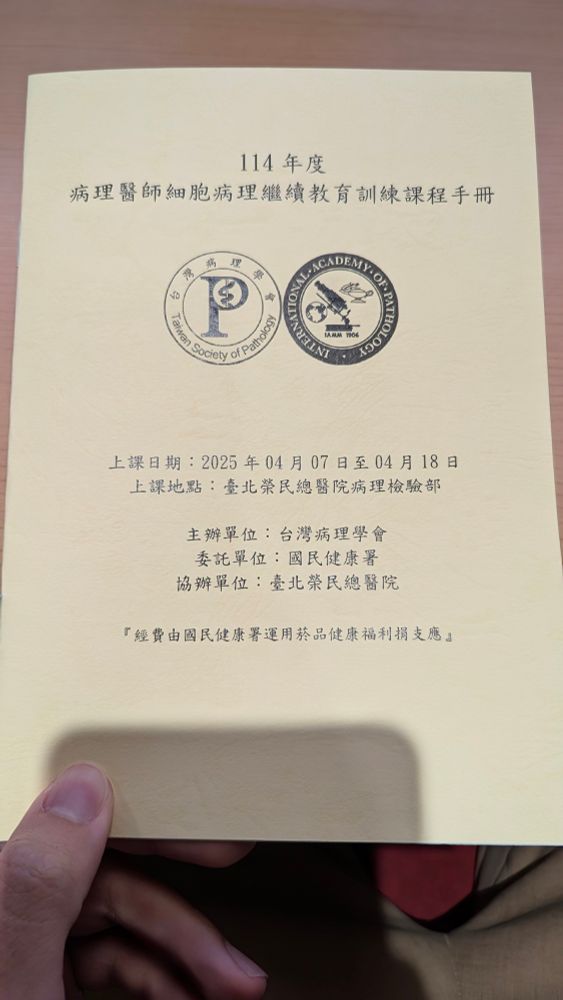 114 年度
病理醫師細胞病理繼續教育訓練課程手冊
台灣病理學會
P
Taiwan Society of Pathology
INTERNATIONAL · ACADEMY · OF · PATHOLOGY ·
IAMM 1906
上課日期：2025 年 04 月 07 日至 04 月 18 日
上課地點：臺北榮民總醫院病理檢驗部
主辦單位：台灣病理學會
委託單位：國民健康署
協辦單位：臺北榮民總醫院
『經費由國民健康署運用菸品健康福利捐支應』